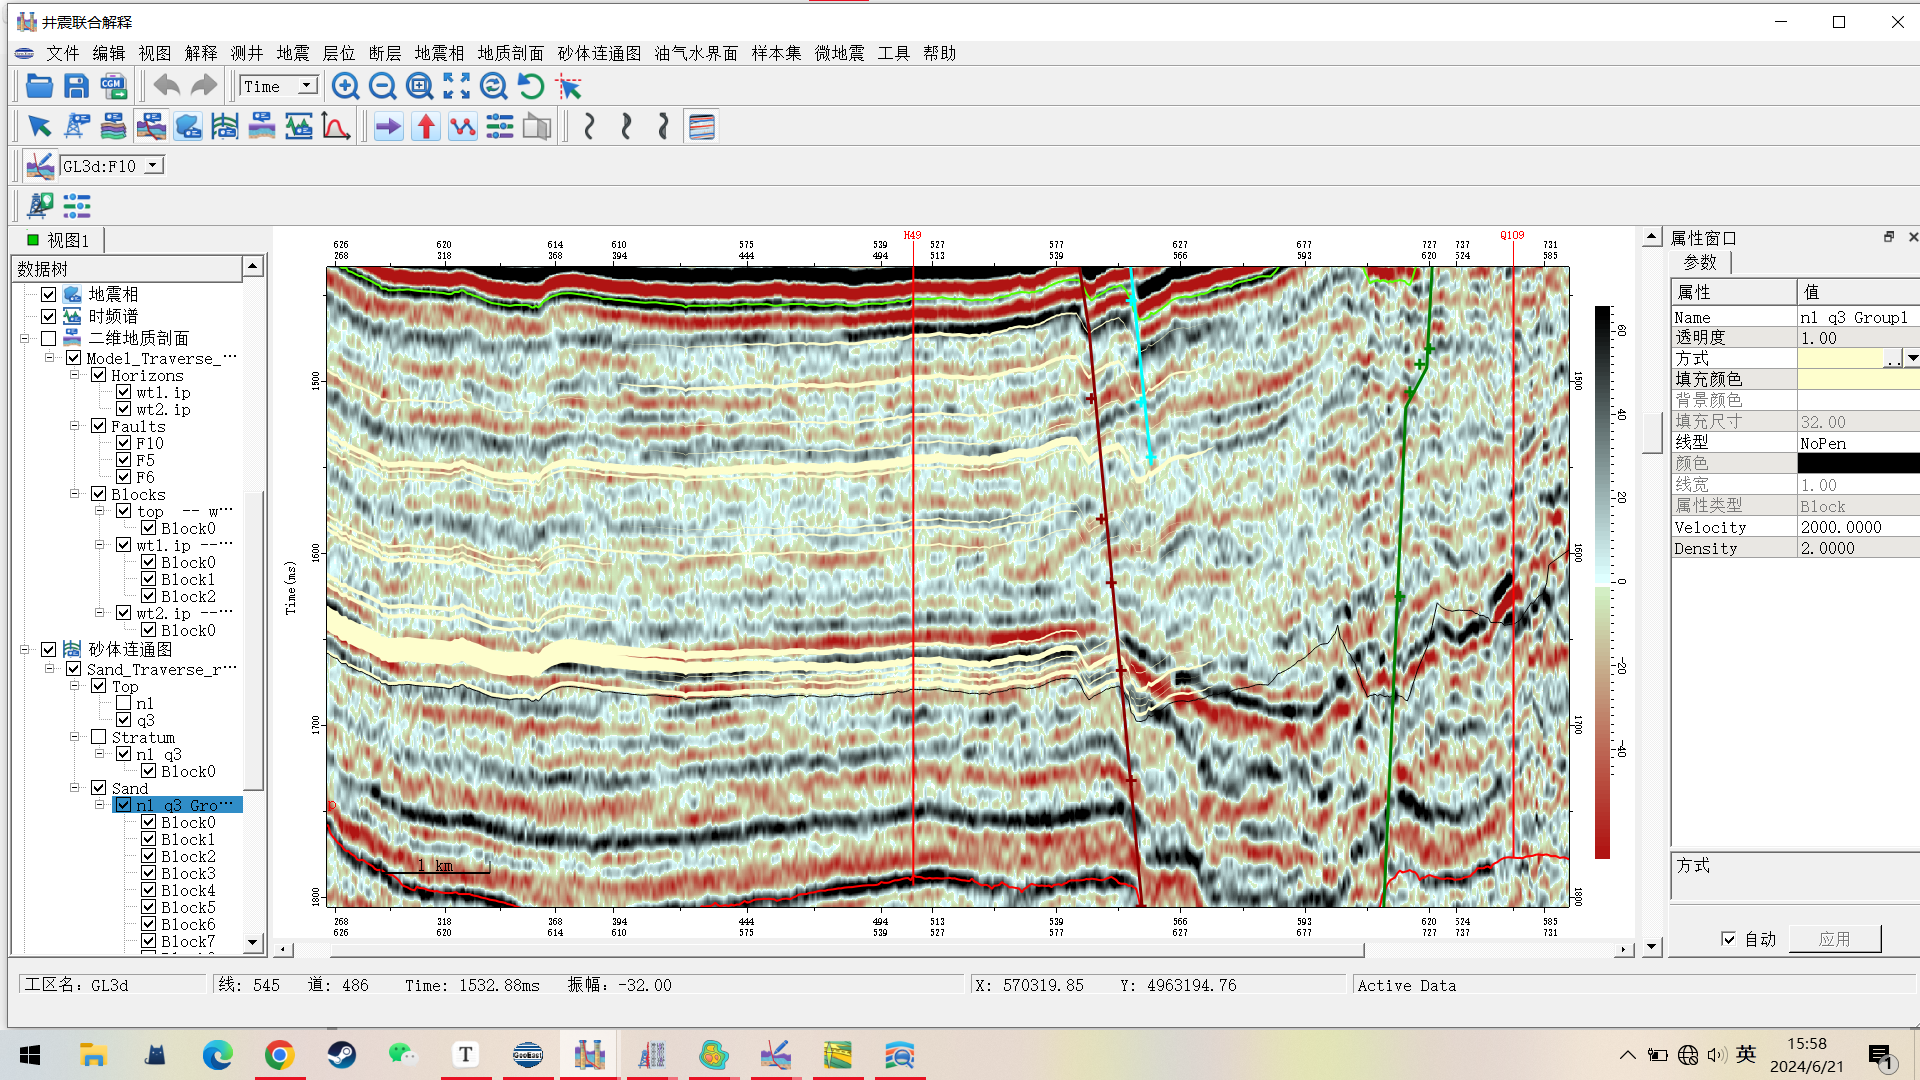 井震联合解释
文件 编辑 视图 解释 测井 地震 层位 断层 地震相 地质剖面 砂体连通图 油气水界面 样本集 微地震 工具 帮助
CGM
Time
GL3d:F10
视图1
数据树
地震相
时频谱
二维地质剖面
Model_Traverse_…
Horizons
wt1.ip
wt2.ip
Faults
F10
F5
F6
Blocks
top -- w…
Block0
wt1.ip --…
Block0
Block1
Block2
wt2.ip --…
Block0
砂体连通图
Sand_Traverse_r…
Top
n1
q3
Stratum
n1_q3
Block0
Sand
n1_q3_Gro…
Block0
Block1
Block2
Block3
Block4
Block5
Block6
Block7
H49 Q109
626 620 614 610 575 539 527 577 627 677 727 737 731
268 318 368 394 444 494 513 539 566 593 620 524 585
Time(ms)
1500
1600
1700
1800
1500
1600
1700
1800
1 km
268 318 368 394 444 494 513 539 566 593 620 524 585
626 620 614 610 575 539 527 577 627 677 727 737 731
60
40
20
0
-20
-40
属性窗口
参数
属性 值
Name n1_q3_Group1
透明度 1.00
方式 ..
填充颜色
背景颜色
填充尺寸 32.00
线型 NoPen
颜色
线宽 1.00
属性类型 Block
Velocity 2000.0000
Density 2.0000
方式
自动 应用
工区名: GL3d 线: 545 道: 486 Time: 1532.88ms 振幅: -32.00 X: 570319.85 Y: 4963194.76 Active Data
T
GeoEast
英
15:58
2024/6/21
1